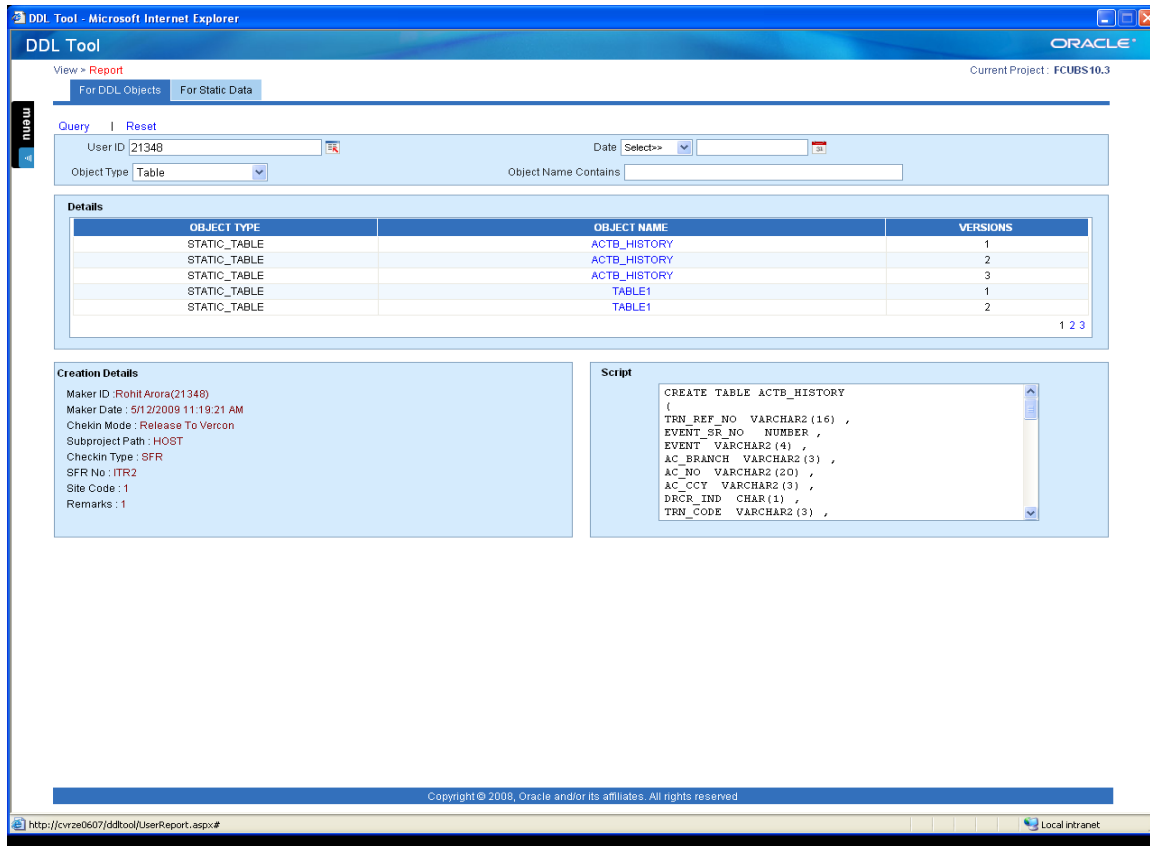 DDL Tool - Microsoft Internet Explorer
DDL Tool
ORACLE
View > Report
Current Project : FCUBS10.3
For DDL Objects For Static Data
menu
Query | Reset
User ID 21348 Date Select>>
Object Type Table Object Name Contains
Details
OBJECT TYPE OBJECT NAME VERSIONS
STATIC_TABLE ACTB_HISTORY 1
STATIC_TABLE ACTB_HISTORY 2
STATIC_TABLE ACTB_HISTORY 3
STATIC_TABLE TABLE1 1
STATIC_TABLE TABLE1 2
1 2 3
Creation Details
Maker ID :Rohit Arora(21348)
Maker Date : 5/12/2009 11:19:21 AM
Chekin Mode : Release To Vercon
Subproject Path : HOST
Checkin Type : SFR
SFR No : ITR2
Site Code : 1
Remarks : 1
Script
CREATE TABLE ACTB_HISTORY
(
TRN_REF_NO VARCHAR2(16) ,
EVENT_SR_NO NUMBER ,
EVENT VARCHAR2(4) ,
AC_BRANCH VARCHAR2(3) ,
AC_NO VARCHAR2(20) ,
AC_CCY VARCHAR2(3) ,
DRCR_IND CHAR(1) ,
TRN_CODE VARCHAR2(3) ,
Copyright © 2008, Oracle and/or its affiliates. All rights reserved
http://cvrze0607/ddltool/UserReport.aspx# Local intranet